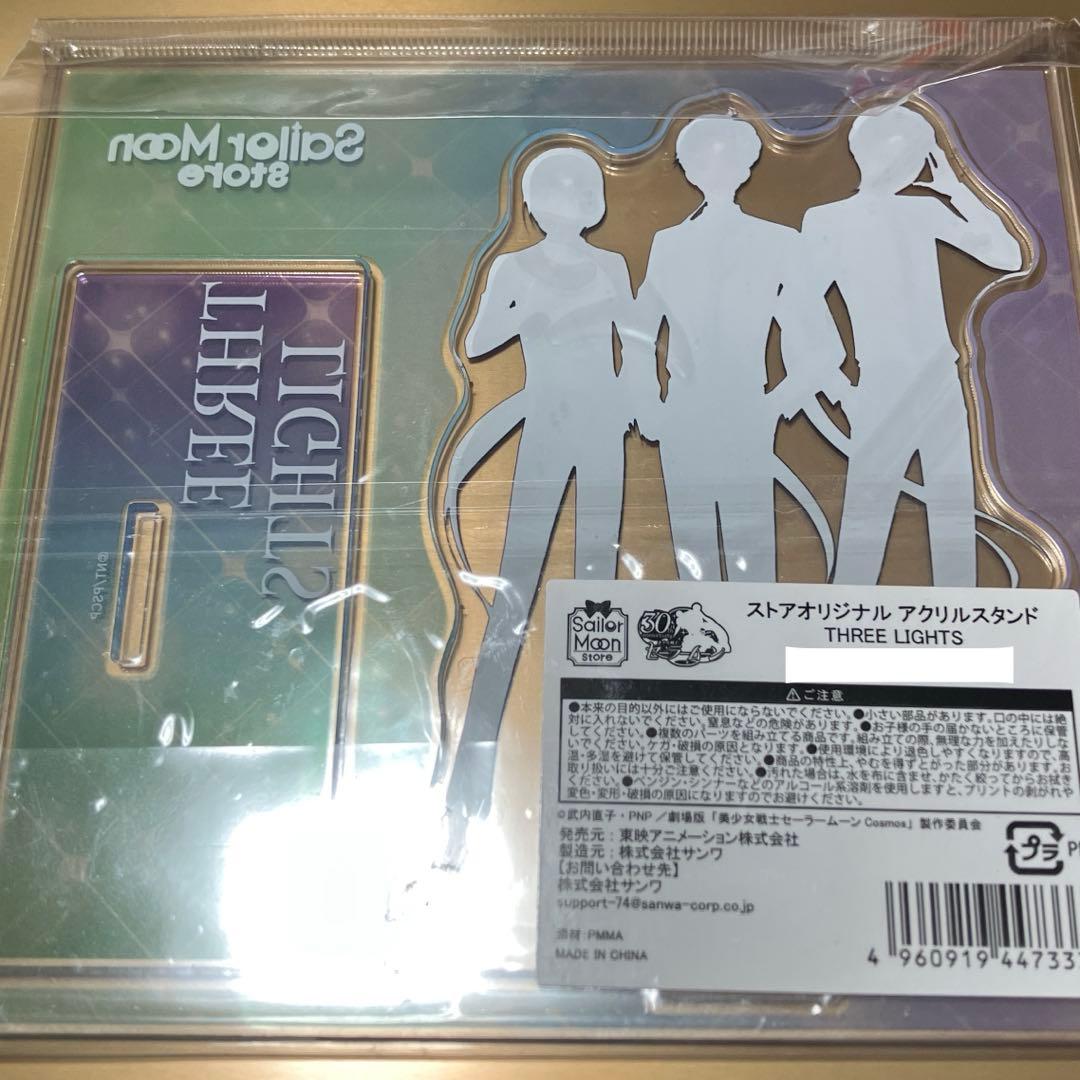 Sailor Moon
store
THREE
LIGHTS
©NT/PSCP
Sailor
Moon
store
30th
ストアオリジナル アクリルスタンド
THREE LIGHTS
⚠ご注意
●本来の目的以外にはご使用にならないでください。●小さい部品があります。口の中には絶
対に入れないでください。窒息などの危険があります。●お子様の手の届かないところに保管
してください。●複数のパーツを組み立てる商品です。組み立ての際、無理な力を加えたりしな
いでください。ケガ・破損の原因となります。●使用環境により退色しやすくなりますので、高
温・多湿を避けて保管してください。●商品の特性上、やむを得ずとがった部分があります。お
取り扱いには十分ご注意ください。●汚れた場合は、水を布に含ませ、かたく絞ってからお拭き
ください。●ベンジン・シンナーなどのアルコール系溶剤を使用しますと、プリントの剥がれや
変色・変形・破損の原因になりますのでお避けください。
©武内直子・PNP／劇場版「美少女戦士セーラームーン Cosmos」製作委員会
発売元：東映アニメーション株式会社
製造元：株式会社サンワ
【お問い合わせ先】
株式会社サンワ
support-74@sanwa-corp.co.jp
プラ
PMMA
MADE IN CHINA
4 960919 44733